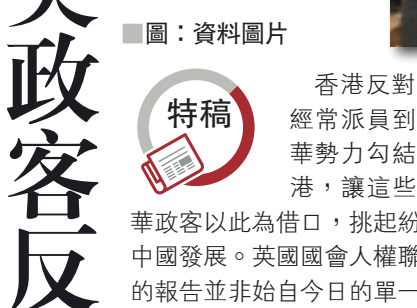 政客反
■圖：資料圖片
特稿
香港反對
經常派員到
華勢力勾結
港，讓這些
華政客以此為借口，挑起紛
中國發展。英國國會人權聯
的報告並非始自今日的單一